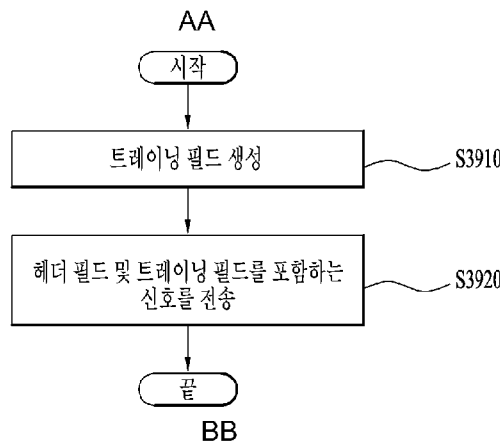 AA
시작
트레이닝 필드 생성
S3910
헤더 필드 및 트레이닝 필드를 포함하는
신호를 전송
S3920
끝
BB